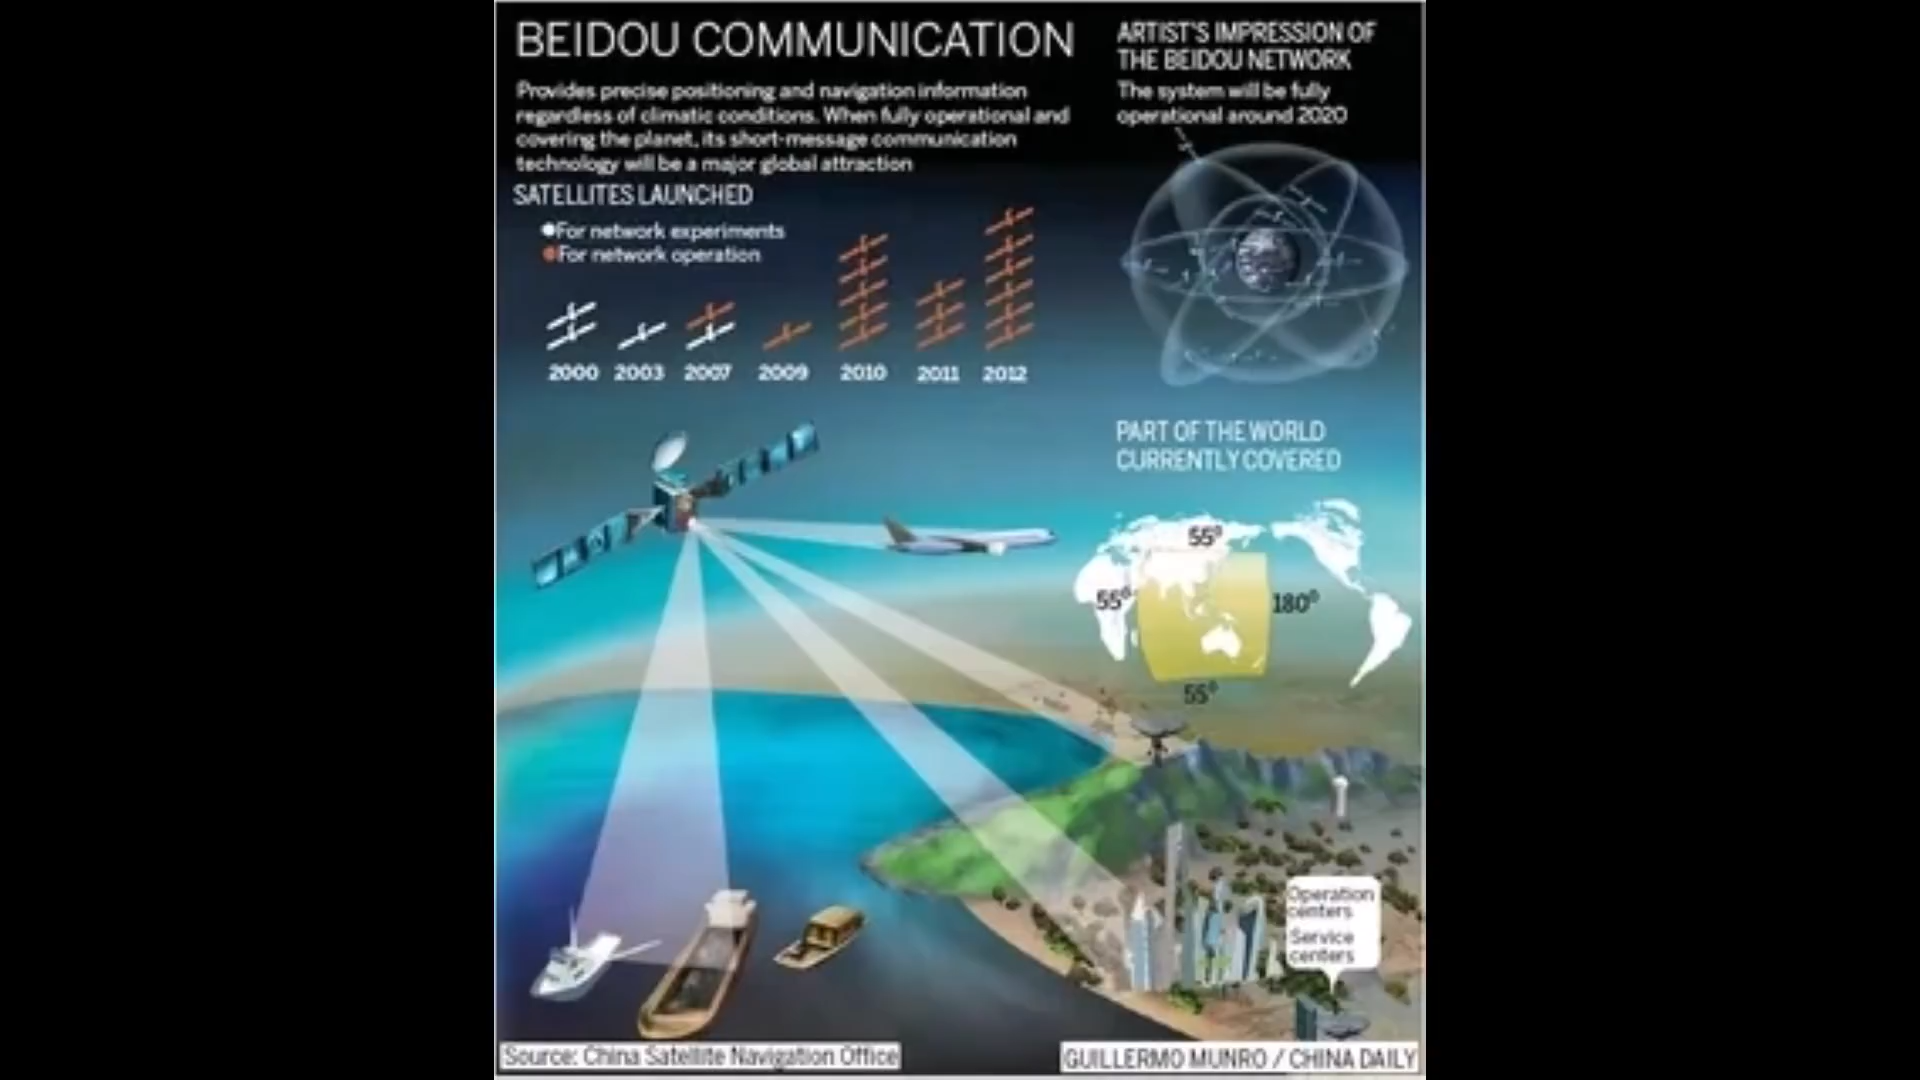 BEIDOU COMMUNICATION
Provides precise positioning and navigation information
regardless of climatic conditions. When fully operational and
covering the planet, its short-message communication
technology will be a major global attraction
ARTIST'S IMPRESSION OF
THE BEIDOU NETWORK
The system will be fully
operational around 2020
SATELLITES LAUNCHED
For network experiments
For network operation
2000 2003 2007 2009 2010 2011 2012
PART OF THE WORLD
CURRENTLY COVERED
55⁰
55⁰ 180⁰
55⁰
Operation
centers
Service
centers
Source: China Satellite Navigation Office
GUILLERMO MUNRO / CHINA DAILY